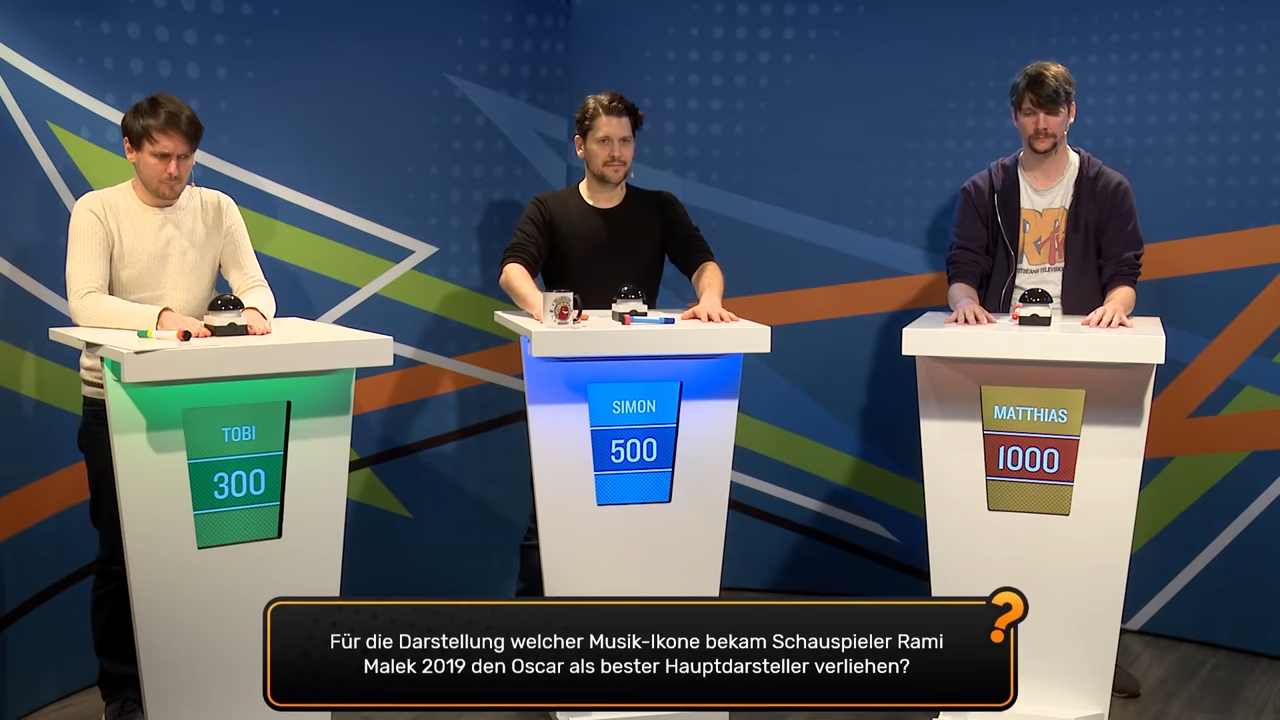 TOBI
300
SIMON
500
MATTHIAS
1000
Für die Darstellung welcher Musik-Ikone bekam Schauspieler Rami
Malek 2019 den Oscar als bester Hauptdarsteller verliehen?